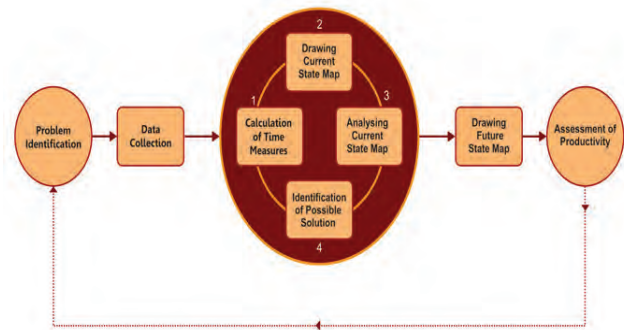 Problem
Identification
Data
Collection
1
Calculation
of Time
Measures
2
Drawing
Current
State Map
3
Analysing
Current
State Map
Identification
of Possible
Solution
4
Drawing
Future
State Map
Assessment of
Productivity